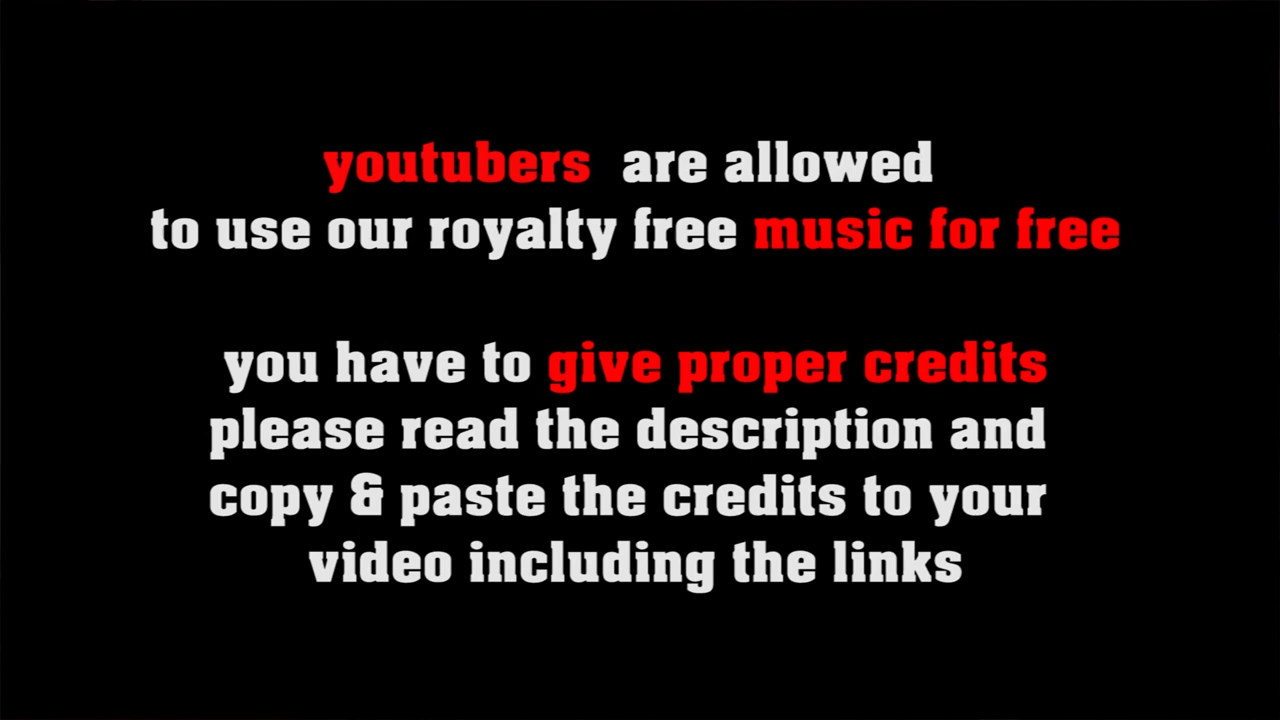 youtubers are allowed
to use our royalty free music for free
you have to give proper credits
please read the description and
copy & paste the credits to your
video including the links